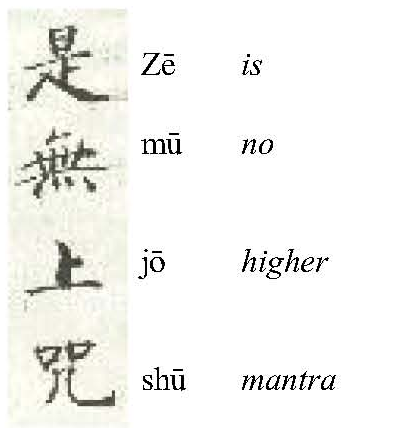 是 Zē is
無 mū no
上 jō higher
咒 shū mantra